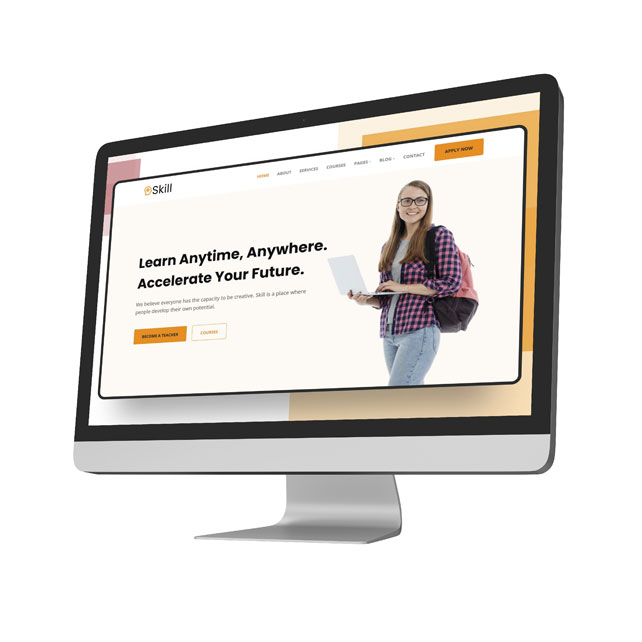 Skill
HOME ABOUT SERVICES COURSES PAGES BLOG CONTACT APPLY NOW
Learn Anytime, Anywhere.
Accelerate Your Future.
We believe everyone has the capacity to be creative. Skill is a place where
people develop their own potential.
BECOME A TEACHER COURSES